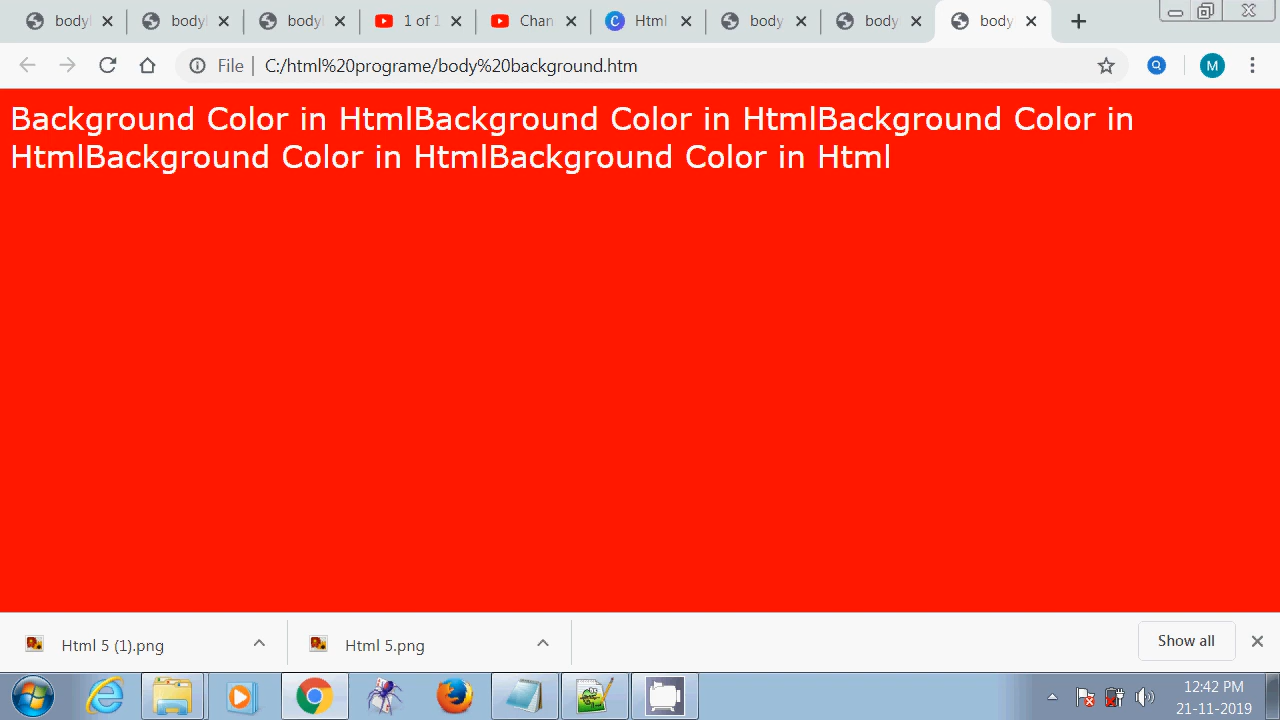 body
body
body
1 of 1
Chan
Html
body
body
body
File
C:/html%20programe/body%20background.htm
M
Background Color in HtmlBackground Color in HtmlBackground Color in
HtmlBackground Color in HtmlBackground Color in Html
Html 5 (1).png
Html 5.png
Show all
12:42 PM
21-11-2019